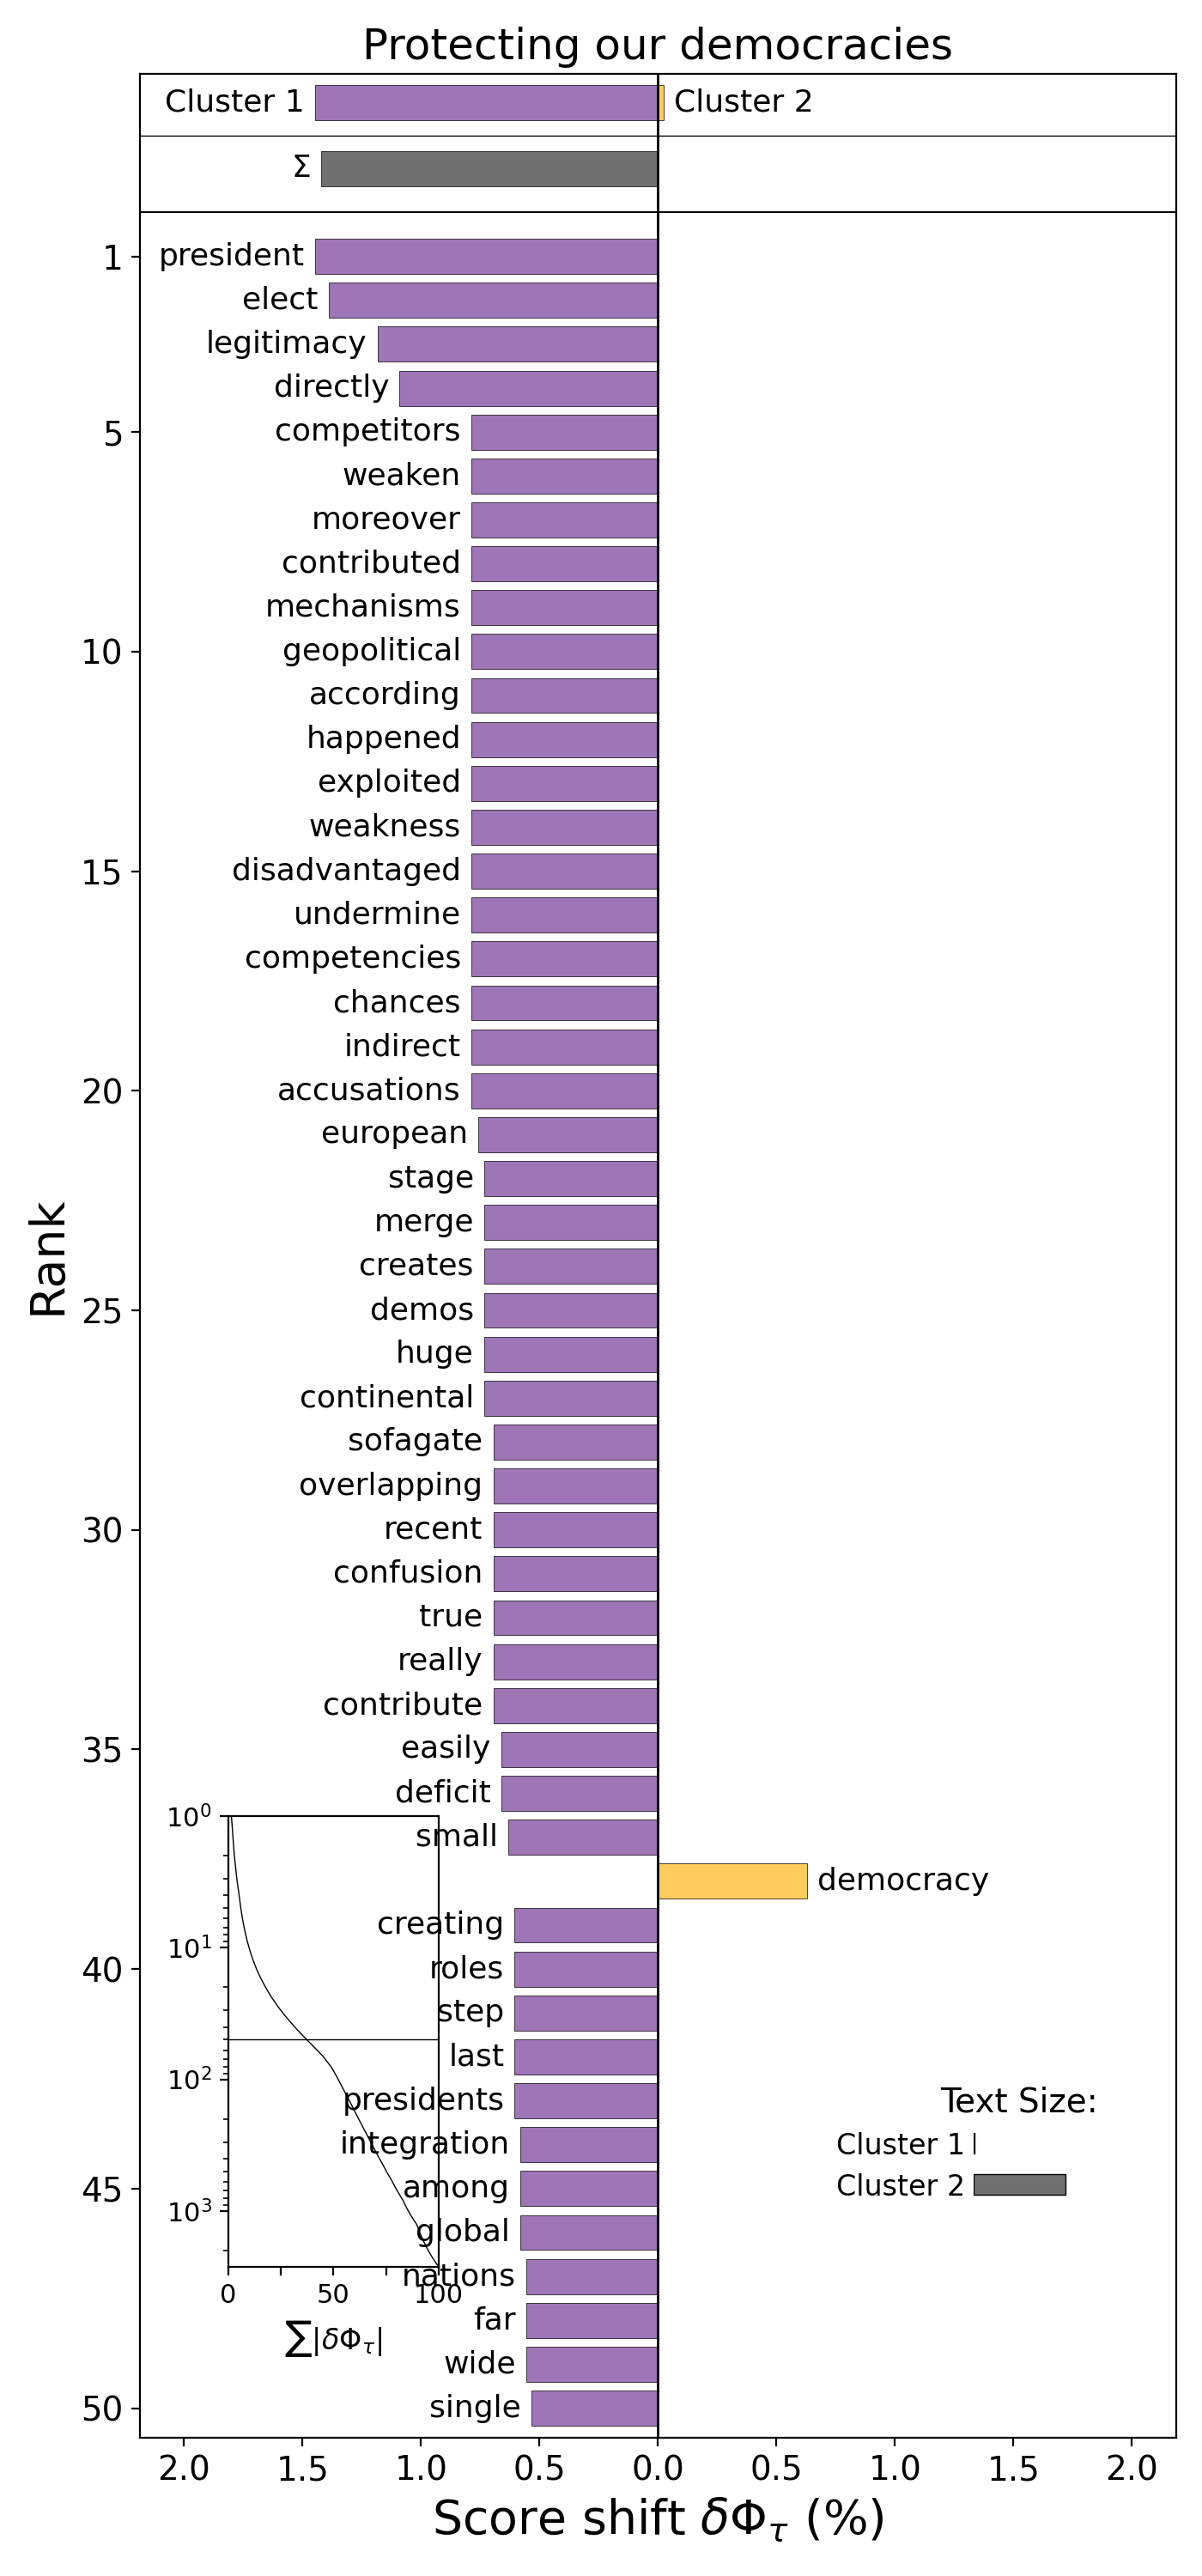 Protecting our democracies
Cluster 1
Cluster 2
Σ
1
president
elect
legitimacy
directly
5
competitors
weaken
moreover
contributed
mechanisms
10
geopolitical
according
happened
exploited
weakness
15
disadvantaged
undermine
competencies
chances
indirect
20
accusations
european
stage
merge
creates
25
demos
huge
continental
sofagate
overlapping
30
recent
confusion
true
really
contribute
35
easily
deficit
small
democracy
creating
40
roles
step
last
presidents
integration
45
among
global
nations
far
wide
50
single
Rank
10⁰
10¹
10²
10³
0 50 100
∑|δΦ_τ|
Text Size:
Cluster 1
Cluster 2
2.0 1.5 1.0 0.5 0.0 0.5 1.0 1.5 2.0
Score shift δΦ_τ (%)